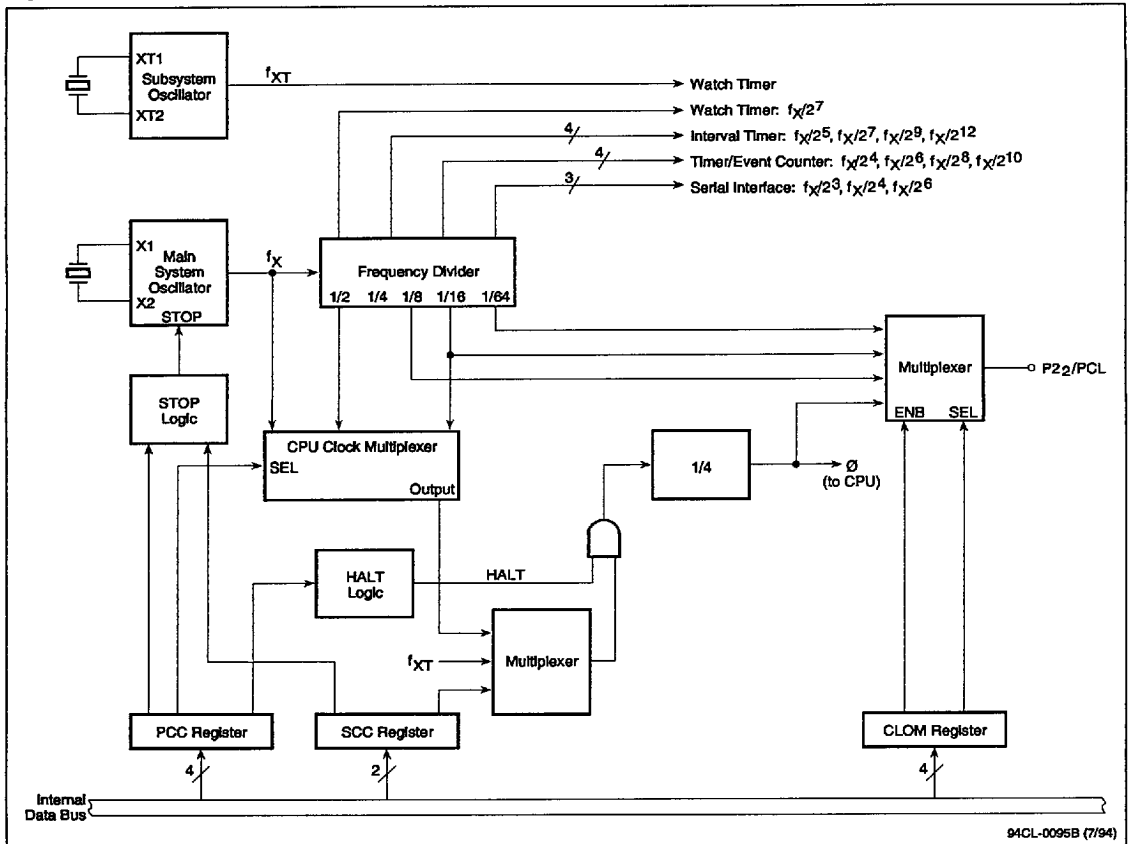 XT1
Subsystem
Oscillator
XT2
fXT
Watch Timer
Watch Timer: fX/2^7
4
Interval Timer: fX/2^5, fX/2^7, fX/2^9, fX/2^12
4
Timer/Event Counter: fX/2^4, fX/2^6, fX/2^8, fX/2^10
3
Serial Interface: fX/2^3, fX/2^4, fX/2^6
X1
Main
System
Oscillator
X2
STOP
fX
Frequency Divider
1/2 1/4 1/8 1/16 1/64
Multiplexer
ENB SEL
P2₂/PCL
STOP
Logic
CPU Clock Multiplexer
SEL
Output
1/4
Ø
(to CPU)
HALT
Logic
HALT
fXT
Multiplexer
PCC Register
SCC Register
CLOM Register
4
2
4
Internal
Data Bus
94CL-0095B (7/94)